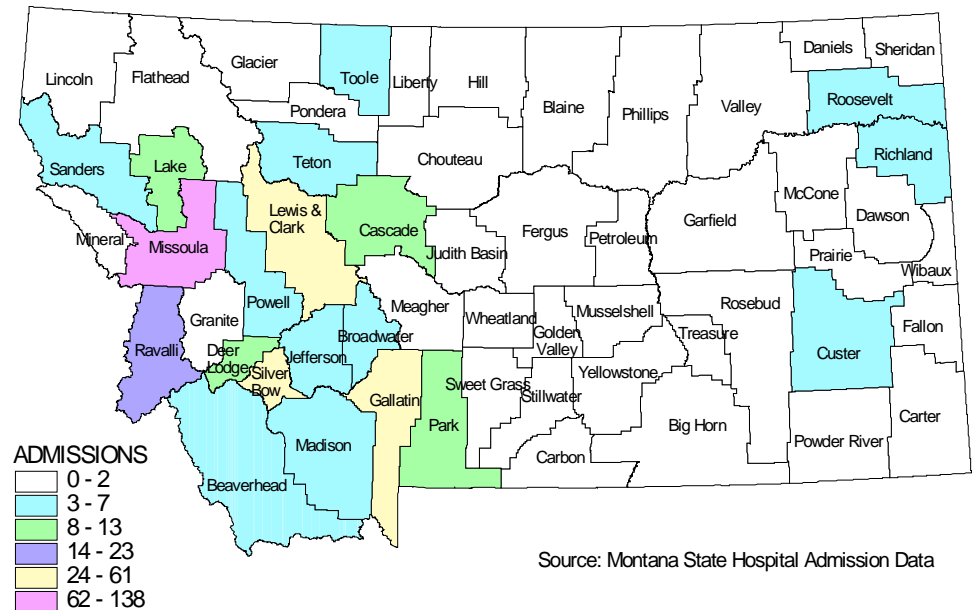 Lincoln
Flathead
Glacier
Toole
Liberty
Hill
Blaine
Phillips
Valley
Daniels
Sheridan
Roosevelt
Pondera
Teton
Chouteau
Richland
Sanders
Lake
Lewis &
Clark
Cascade
Judith Basin
Fergus
Petroleum
Garfield
McCone
Dawson
Prairie
Wibaux
Mineral
Missoula
Powell
Granite
Meagher
Wheatland
Golden
Valley
Musselshell
Rosebud
Treasure
Custer
Fallon
Ravalli
Deer
Lodge
Silver
Bow
Jefferson
Broadwater
Gallatin
Park
Sweet Grass
Stillwater
Yellowstone
Big Horn
Powder River
Carter
Carbon
Madison
Beaverhead
ADMISSIONS
0 - 2
3 - 7
8 - 13
14 - 23
24 - 61
62 - 138
Source: Montana State Hospital Admission Data